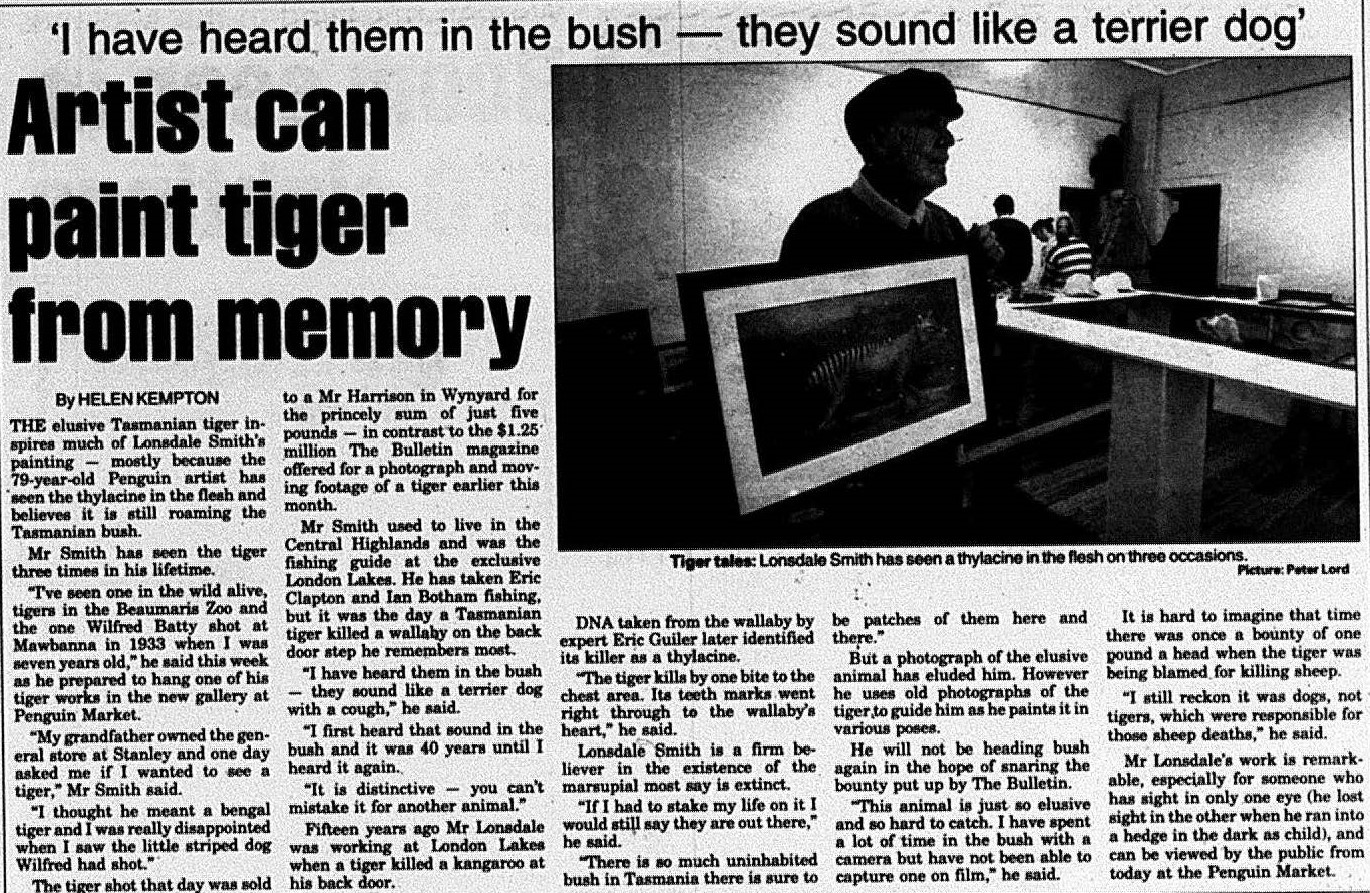 'I have heard them in the bush — they sound like a terrier dog'
Artist can
paint tiger
from memory
By HELEN KEMPTON
THE elusive Tasmanian tiger in-
spires much of Lonsdale Smith's
painting — mostly because the
79-year-old Penguin artist has
seen the thylacine in the flesh and
believes it is still roaming the
Tasmanian bush.
Mr Smith has seen the tiger
three times in his lifetime.
"I've seen one in the wild alive,
tigers in the Beaumaris Zoo and
the one Wilfred Batty shot at
Mawbanna in 1933 when I was
seven years old," he said this week
as he prepared to hang one of his
tiger works in the new gallery at
Penguin Market.
"My grandfather owned the gen-
eral store at Stanley and one day
asked me if I wanted to see a
tiger," Mr Smith said.
"I thought he meant a bengal
tiger and I was really disappointed
when I saw the little striped dog
Wilfred had shot."
The tiger shot that day was sold
to a Mr Harrison in Wynyard for
the princely sum of just five
pounds — in contrast to the $1.25
million The Bulletin magazine
offered for a photograph and mov-
ing footage of a tiger earlier this
month.
Mr Smith used to live in the
Central Highlands and was the
fishing guide at the exclusive
London Lakes. He has taken Eric
Clapton and Ian Botham fishing,
but it was the day a Tasmanian
tiger killed a wallaby on the back
door step he remembers most.
"I have heard them in the bush
— they sound like a terrier dog
with a cough," he said.
"I first heard that sound in the
bush and it was 40 years until I
heard it again.
"It is distinctive — you can't
mistake it for another animal."
Fifteen years ago Mr Lonsdale
was working at London Lakes
when a tiger killed a kangaroo at
his back door.
Tiger tales: Lonsdale Smith has seen a thylacine in the flesh on three occasions.
Picture: Peter Lord
DNA taken from the wallaby by
expert Eric Guiler later identified
its killer as a thylacine.
"The tiger kills by one bite to the
chest area. Its teeth marks went
right through to the wallaby's
heart," he said.
Lonsdale Smith is a firm be-
liever in the existence of the
marsupial most say is extinct.
"If I had to stake my life on it I
would still say they are out there,"
he said.
"There is so much uninhabited
bush in Tasmania there is sure to
be patches of them here and
there."
But a photograph of the elusive
animal has eluded him. However
he uses old photographs of the
tiger to guide him as he paints it in
various poses.
He will not be heading bush
again in the hope of snaring the
bounty put up by The Bulletin.
"This animal is just so elusive
and so hard to catch. I have spent
a lot of time in the bush with a
camera but have not been able to
capture one on film," he said.
It is hard to imagine that time
there was once a bounty of one
pound a head when the tiger was
being blamed for killing sheep.
"I still reckon it was dogs, not
tigers, which were responsible for
those sheep deaths," he said.
Mr Lonsdale's work is remark-
able, especially for someone who
has sight in only one eye (he lost
sight in the other when he ran into
a hedge in the dark as child), and
can be viewed by the public from
today at the Penguin Market.